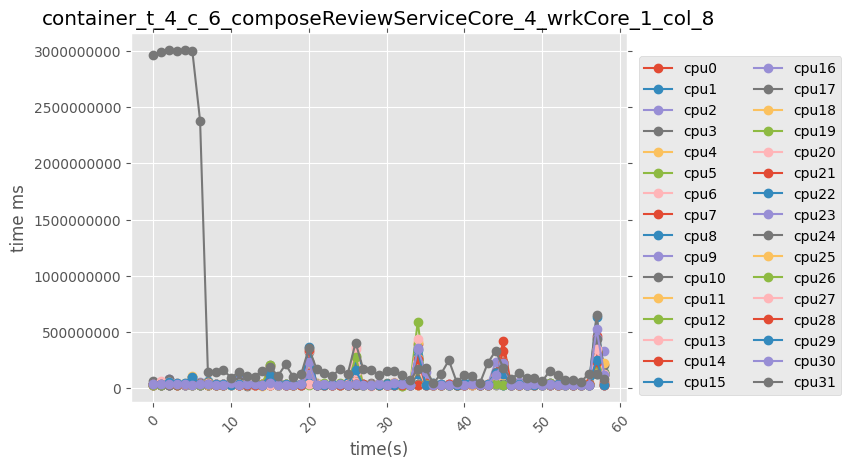 container_t_4_c_6_composeReviewServiceCore_4_wrkCore_1_col_8
3000000000
2500000000
2000000000
1500000000
1000000000
500000000
0
time ms
0
10
20
30
40
50
60
time(s)
cpu0
cpu1
cpu2
cpu3
cpu4
cpu5
cpu6
cpu7
cpu8
cpu9
cpu10
cpu11
cpu12
cpu13
cpu14
cpu15
cpu16
cpu17
cpu18
cpu19
cpu20
cpu21
cpu22
cpu23
cpu24
cpu25
cpu26
cpu27
cpu28
cpu29
cpu30
cpu31